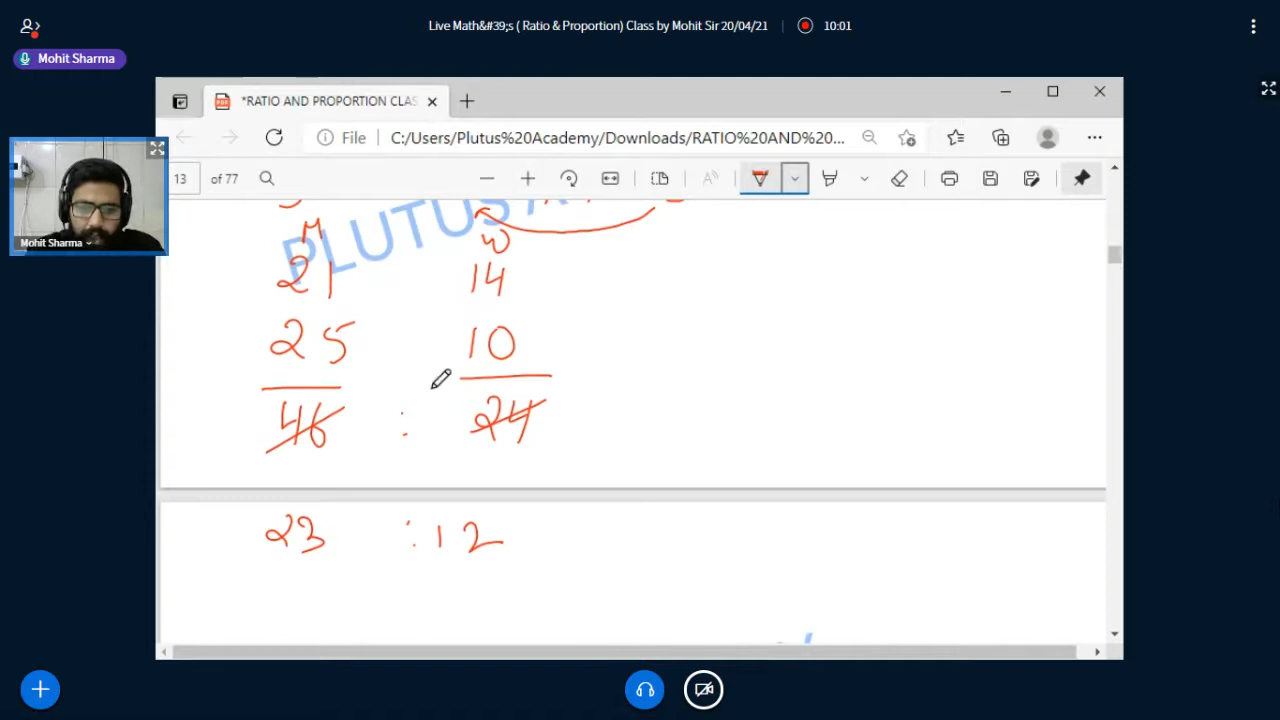 Live Math&#39;s ( Ratio & Proportion) Class by Mohit Sir 20/04/21
10:01
Mohit Sharma
*RATIO AND PROPORTION CLAS
File
C:/Users/Plutus%20Academy/Downloads/RATIO%20AND%20...
13 of 77
PLUTUS A
M W
21 14
25 10
46 : 24
23 : 12
Mohit Sharma